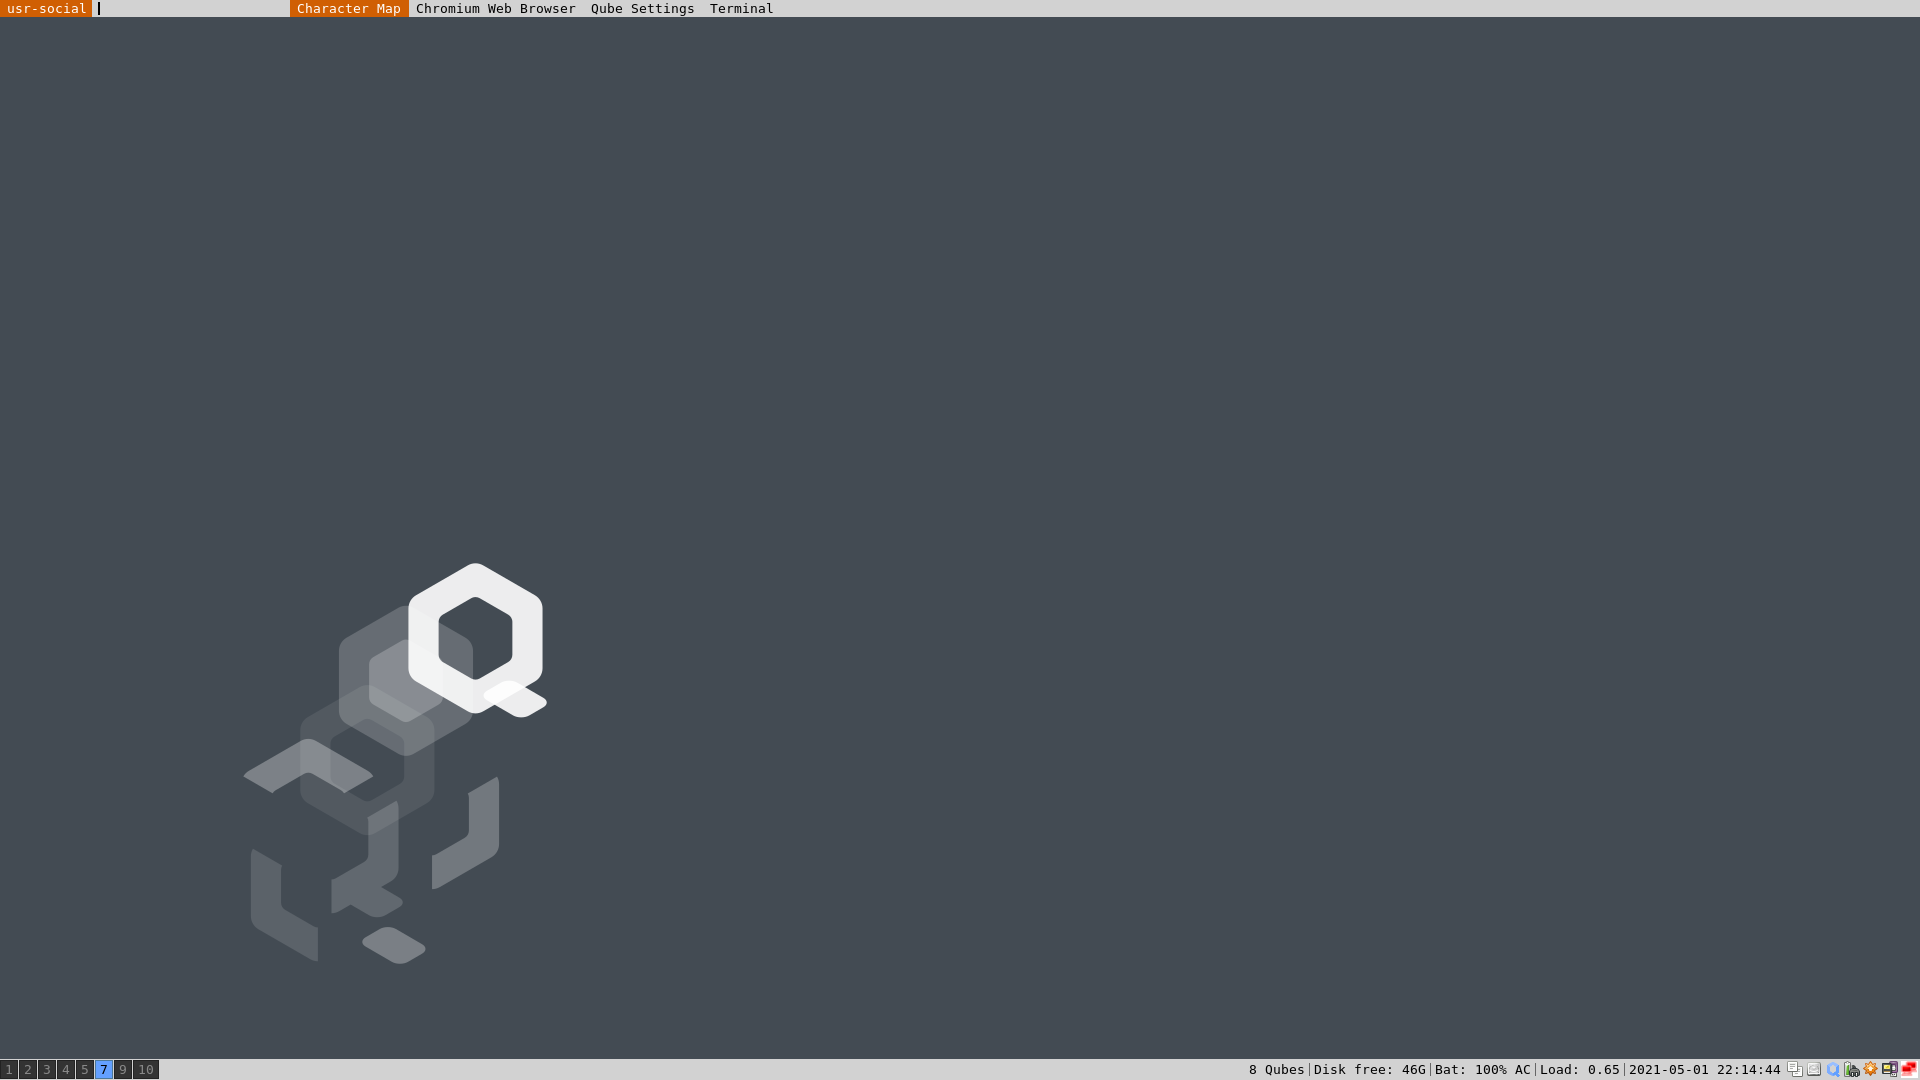 usr-social Character Map Chromium Web Browser Qube Settings Terminal
1 2 3 4 5 7 9 10 8 Qubes|Disk free: 46G|Bat: 100% AC|Load: 0.65|2021-05-01 22:14:44